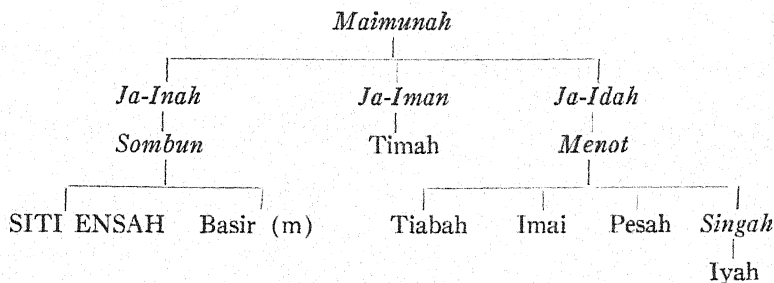 Maimunah
Ja-Inah Ja-Iman Ja-Idah
Sombun Timah Menot
SITI ENSAH Basir (m) Tiabah Imai Pesah Singah
Iyah